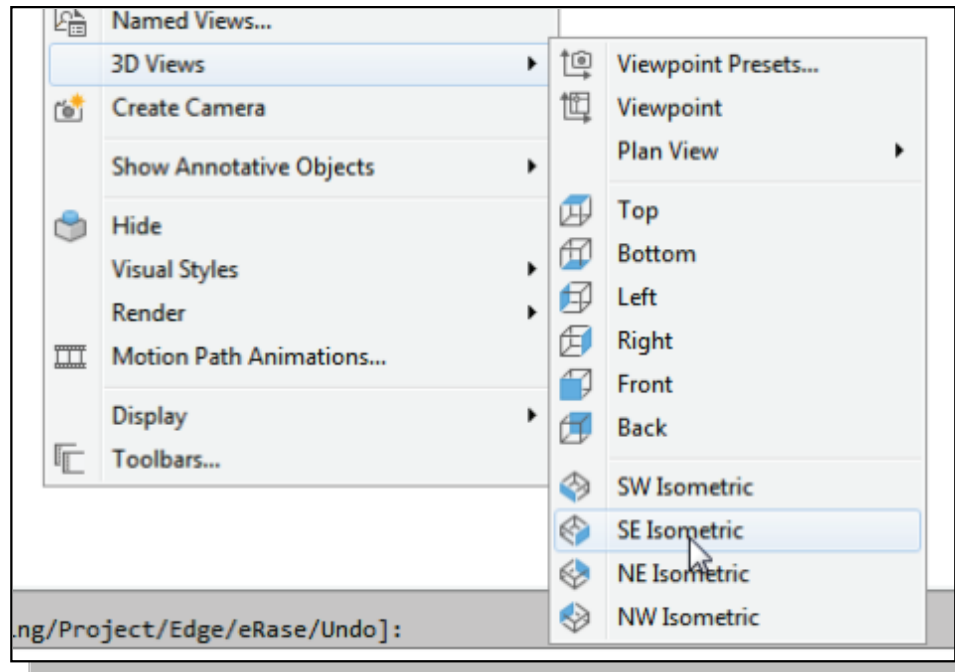 Named Views...
3D Views
Create Camera
Show Annotative Objects
Hide
Visual Styles
Render
Motion Path Animations...
Display
Toolbars...
Viewpoint Presets...
Viewpoint
Plan View
Top
Bottom
Left
Right
Front
Back
SW Isometric
SE Isometric
NE Isometric
NW Isometric
ng/Project/Edge/eRase/Undo]: